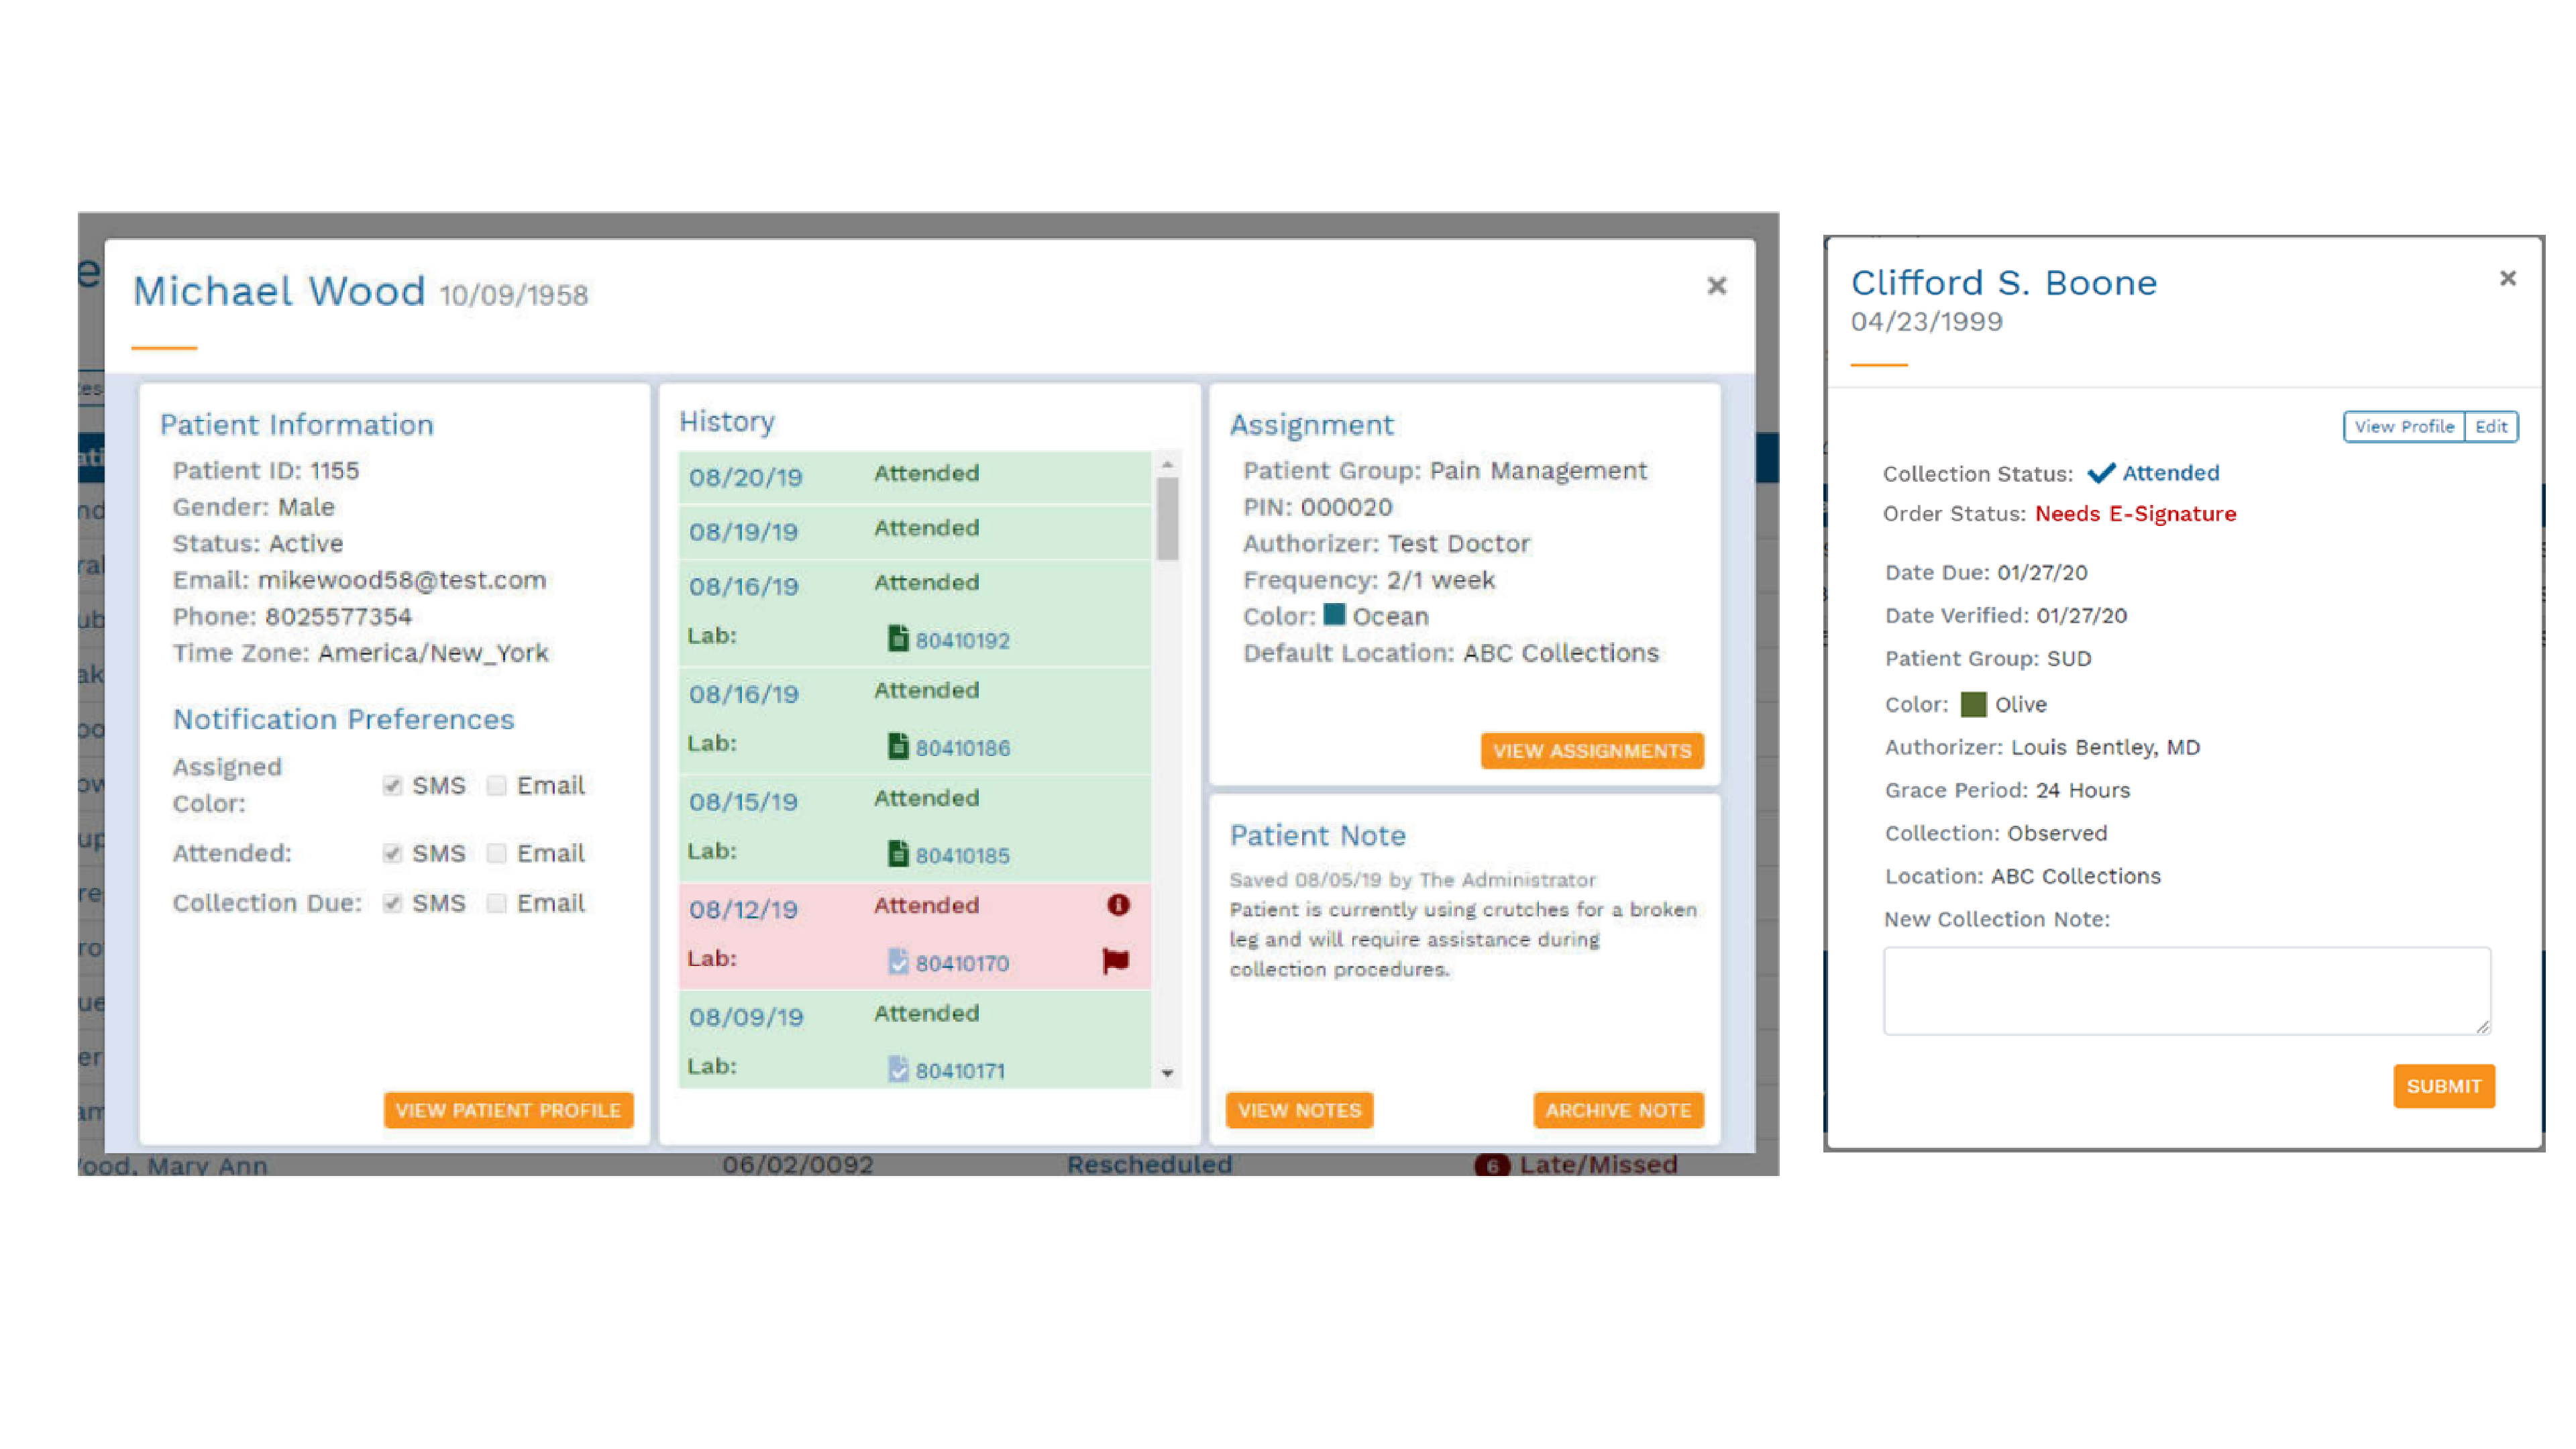 Michael Wood 10/09/1958
Patient Information
Patient ID: 1155
Gender: Male
Status: Active
Email: mikewood58@test.com
Phone: 8025577354
Time Zone: America/New_York
Notification Preferences
Assigned
Color:
SMS Email
Attended: SMS Email
Collection Due: SMS Email
VIEW PATIENT PROFILE
History
08/20/19 Attended
08/19/19 Attended
08/16/19 Attended
Lab: 80410192
08/16/19 Attended
Lab: 80410186
08/15/19 Attended
Lab: 80410185
08/12/19 Attended
Lab: 80410170
08/09/19 Attended
Lab: 80410171
Assignment
Patient Group: Pain Management
PIN: 000020
Authorizer: Test Doctor
Frequency: 2/1 week
Color: Ocean
Default Location: ABC Collections
VIEW ASSIGNMENTS
Patient Note
Saved 08/05/19 by The Administrator
Patient is currently using crutches for a broken
leg and will require assistance during
collection procedures.
VIEW NOTES ARCHIVE NOTE
Mary Ann 06/02/0092 Rescheduled 6 Late/Missed
Clifford S. Boone
04/23/1999
View Profile Edit
Collection Status: Attended
Order Status: Needs E-Signature
Date Due: 01/27/20
Date Verified: 01/27/20
Patient Group: SUD
Color: Olive
Authorizer: Louis Bentley, MD
Grace Period: 24 Hours
Collection: Observed
Location: ABC Collections
New Collection Note:
SUBMIT